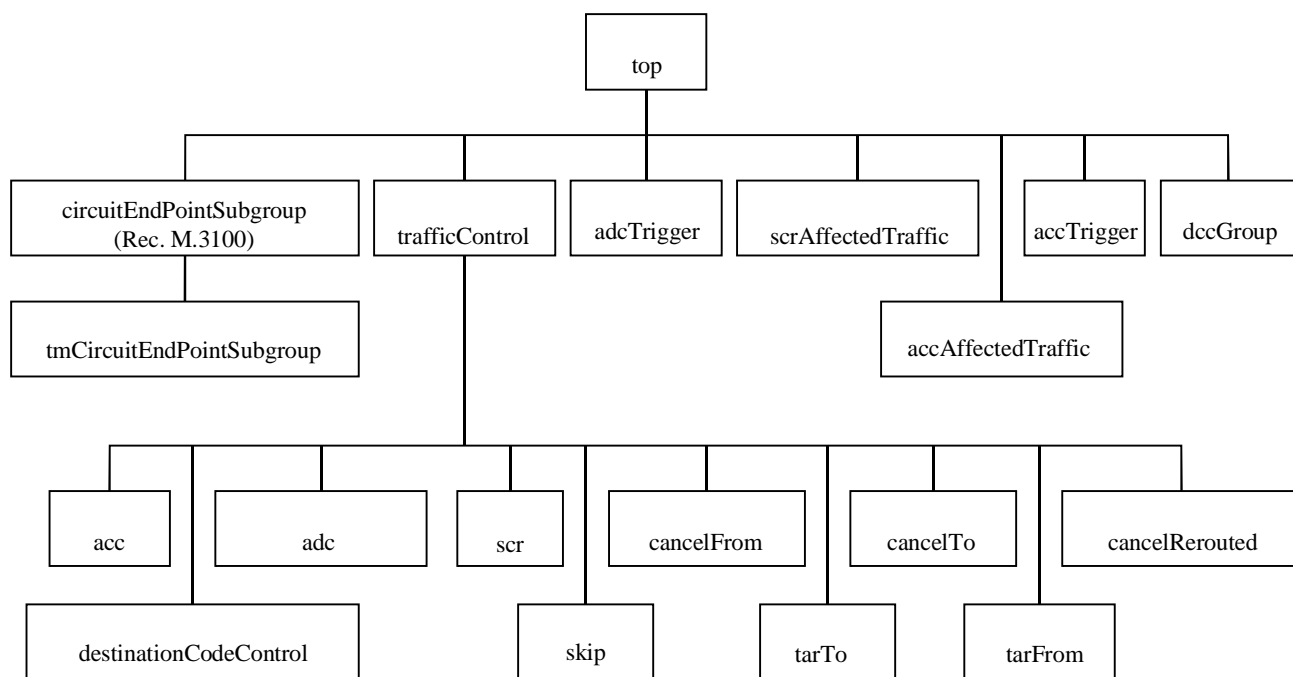 top
circuitEndPointSubgroup
(Rec. M.3100)
trafficControl
adcTrigger
scrAffectedTraffic
accTrigger
dccGroup
tmCircuitEndPointSubgroup
accAffectedTraffic
acc
adc
scr
cancelFrom
cancelTo
cancelRerouted
destinationCodeControl
skip
tarTo
tarFrom